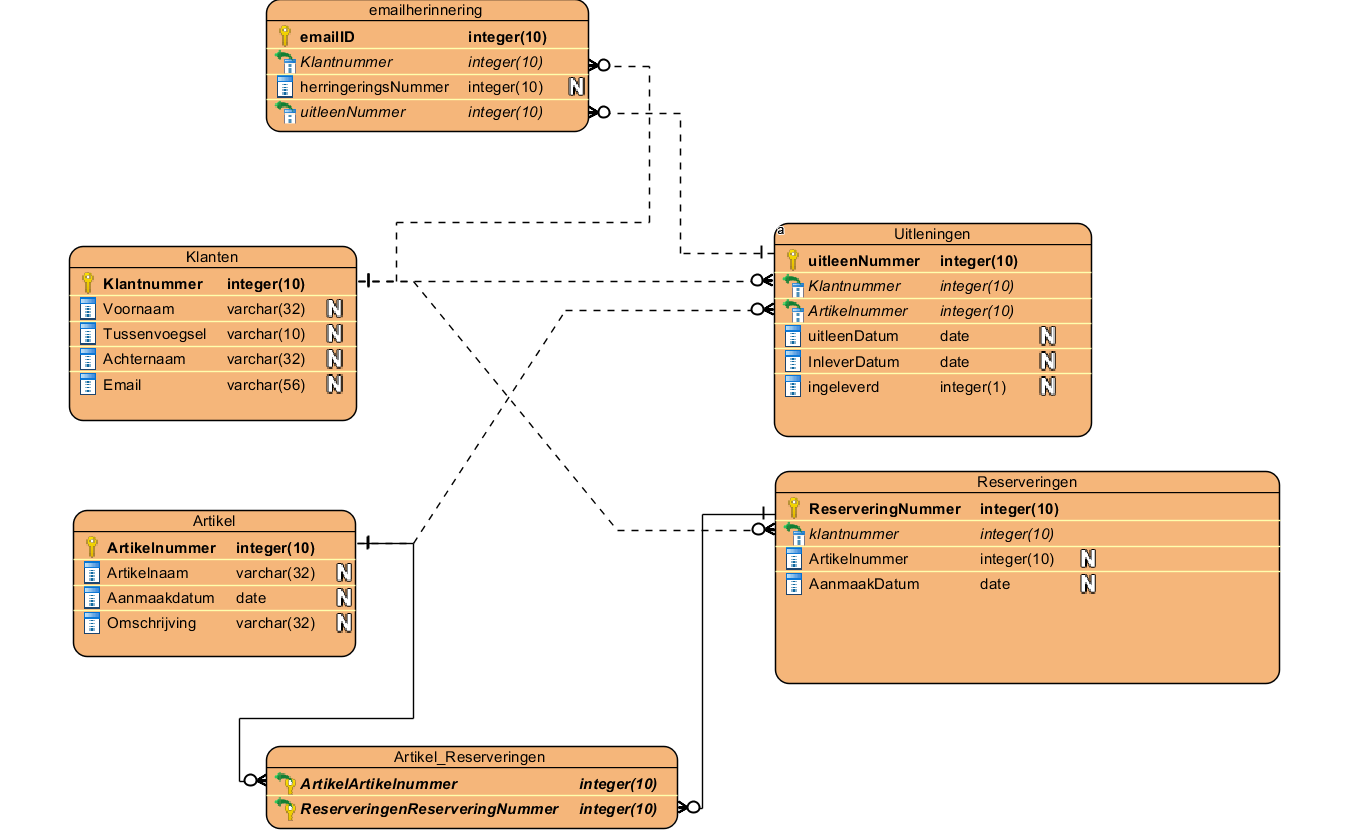 emailherinnering
emailID integer(10)
Klantnummer integer(10)
herringeringsNummer integer(10) N
uitleenNummer integer(10)
a
Uitleningen
uitleenNummer integer(10)
Klantnummer integer(10)
Artikelnummer integer(10)
uitleenDatum date N
InleverDatum date N
ingeleverd integer(1) N
Klanten
Klantnummer integer(10)
Voornaam varchar(32) N
Tussenvoegsel varchar(10) N
Achternaam varchar(32) N
Email varchar(56) N
Reserveringen
ReserveringNummer integer(10)
klantnummer integer(10)
Artikelnummer integer(10) N
AanmaakDatum date N
Artikel
Artikelnummer integer(10)
Artikelnaam varchar(32) N
Aanmaakdatum date N
Omschrijving varchar(32) N
Artikel_Reserveringen
ArtikelArtikelnummer integer(10)
ReserveringenReserveringNummer integer(10)